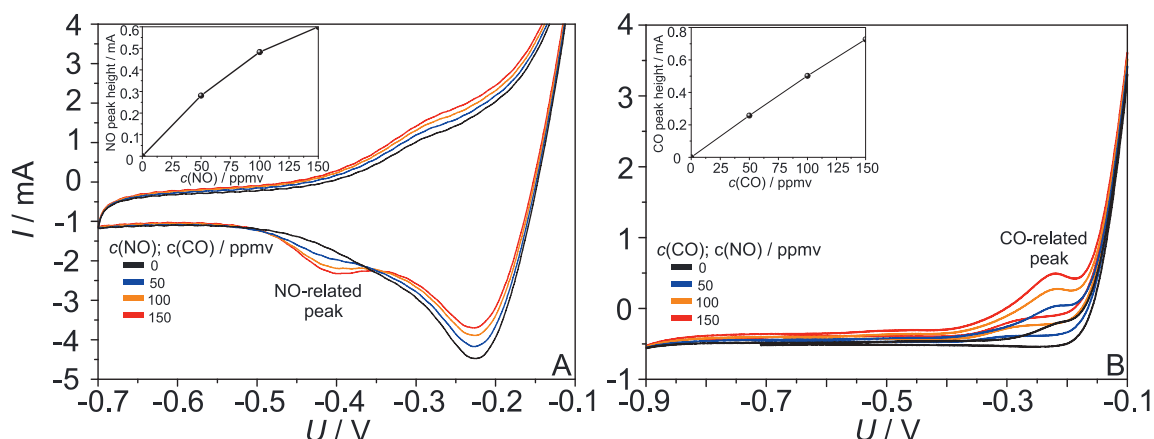 4
3
2
1
0
-1
-2
-3
-4
-5
I / mA
-0.7
-0.6
-0.5
-0.4
-0.3
-0.2
-0.1
U / V
0.6
0.5
0.4
0.3
0.2
0.1
0
NO peak height / mA
0 25 50 75 100 125 150
c(NO) / ppmv
c(NO); c(CO) / ppmv
0
50
100
150
NO-related
peak
A
4
3
2
1
0
-1
-0.9
-0.7
-0.5
-0.3
-0.1
U / V
0.8
0.6
0.4
0.2
0
CO peak height / mA
0 25 50 75 100 125 150
c(CO) / ppmv
c(CO); c(NO) / ppmv
0
50
100
150
CO-related
peak
B